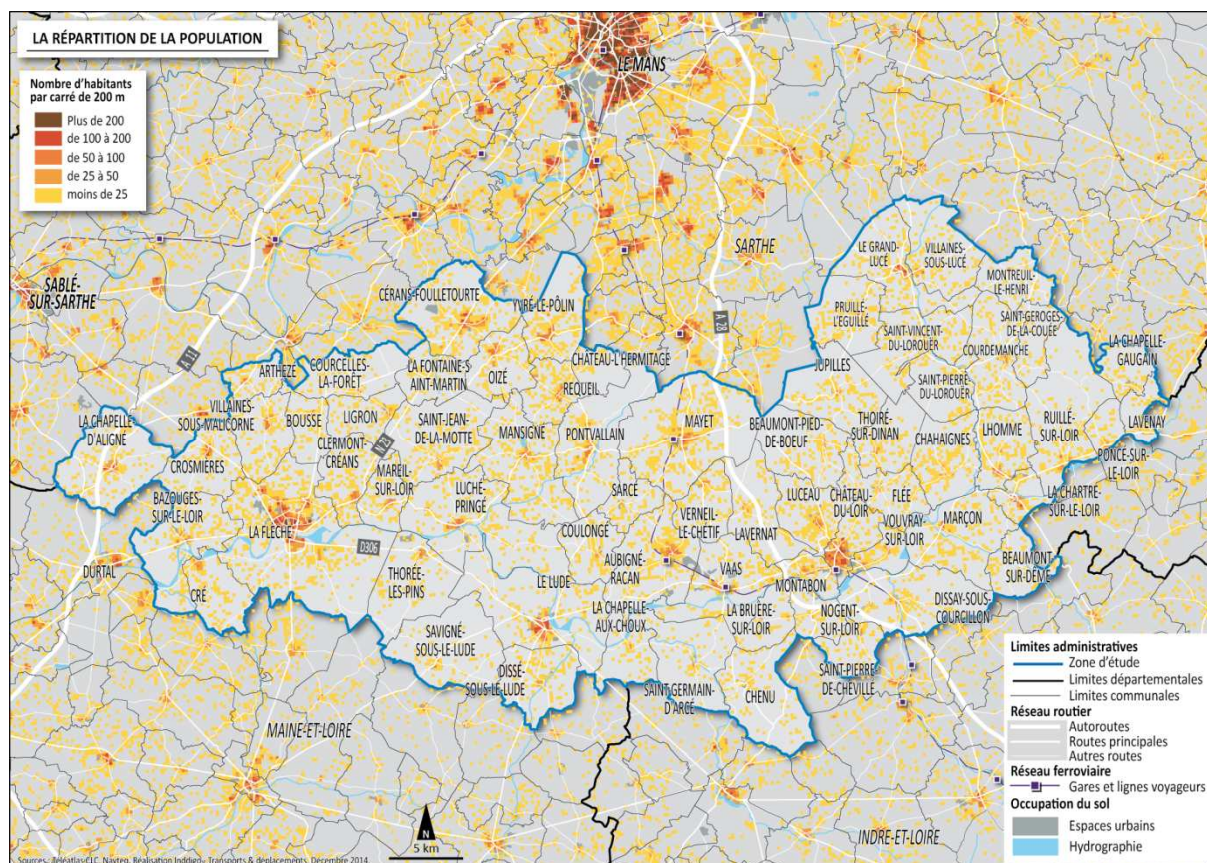 LA RÉPARTITION DE LA POPULATION
Nombre d'habitants
par carré de 200 m
Plus de 200
de 100 à 200
de 50 à 100
de 25 à 50
moins de 25
LE MANS
SARTHE
SABLÉ-
SUR-SARTHE
A 11
A 28
LE GRAND-
LUCÉ
VILLAINES-
SOUS-LUCÉ
MONTREUIL-
LE-HENRI
CÉRANS-FOULLETOURTE
YVRÉ-LE-PÔLIN
PRUILLÉ-
L'EGUILLÉ
SAINT-GEROGES-
DE-LA-COUÉE
SAINT-VINCENT-
DU-LOROUER
COURDEMANCHE
LA CHAPELLE-
GAUGAIN
ARTHEZÉ
COURCELLES-
LA-FORÊT
LA FONTAINE-S
AINT-MARTIN
OIZÉ
CHATEAU-L'HERMITAGE
JUPILLES
REQUEIL
SAINT-PIERRE-
DU-LOROUER
LA CHAPELLE-
D'ALIGNÉ
VILLAINES-
SOUS-MALICORNE
BOUSSE
LIGRON
SAINT-JEAN-
DE-LA-MOTTE
MANSIGNÉ
PONTVALLAIN
MAYET
BEAUMONT-PIED-
DE-BOEUF
THOIRÉ-
SUR-DINAN
CHAHAIGNES
LHOMME
RUILLÉ-
SUR-LOIR
LAVENAY
CLERMONT-
CRÉANS
N 23
CROSMIÈRES
MAREIL-
SUR-LOIR
PONCÉ-SUR-
LE-LOIR
BAZOUGES-
SUR-LE-LOIR
LUCHÉ-
PRINGÉ
SARCÉ
LUCEAU
CHÂTEAU-
DU-LOIR
FLÉE
LA CHARTRE-
SUR-LE-LOIR
LA FLÈCHE
D306
COULONGÉ
VERNEIL-
LE-CHÉTIF
LAVERNAT
VOUVRAY-
SUR-LOIR
MARÇON
DURTAL
CRÉ
THORÉE-
LES-PINS
LE LUDE
AUBIGNÉ-
RACAN
VAAS
MONTABON
BEAUMONT-
SUR-DÊME
LA CHAPELLE-
AUX-CHOUX
LA BRUÈRE-
SUR-LOIR
NOGENT-
SUR-LOIR
DISSAY-SOUS-
COURCILLON
SAVIGNÉ-
SOUS-LE-LUDE
DISSÉ-
SOUS-LE-LUDE
SAINT-GERMAIN-
D'ARCÉ
CHENU
SAINT-PIERRE-
DE-CHEVILLÉ
MAINE-ET-LOIRE
INDRE-ET-LOIRE
N
5 km
Limites administratives
Zone d'étude
Limites départementales
Limites communales
Réseau routier
Autoroutes
Routes principales
Autres routes
Réseau ferroviaire
Gares et lignes voyageurs
Occupation du sol
Espaces urbains
Hydrographie
Transports & déplacements, Décembre 2014